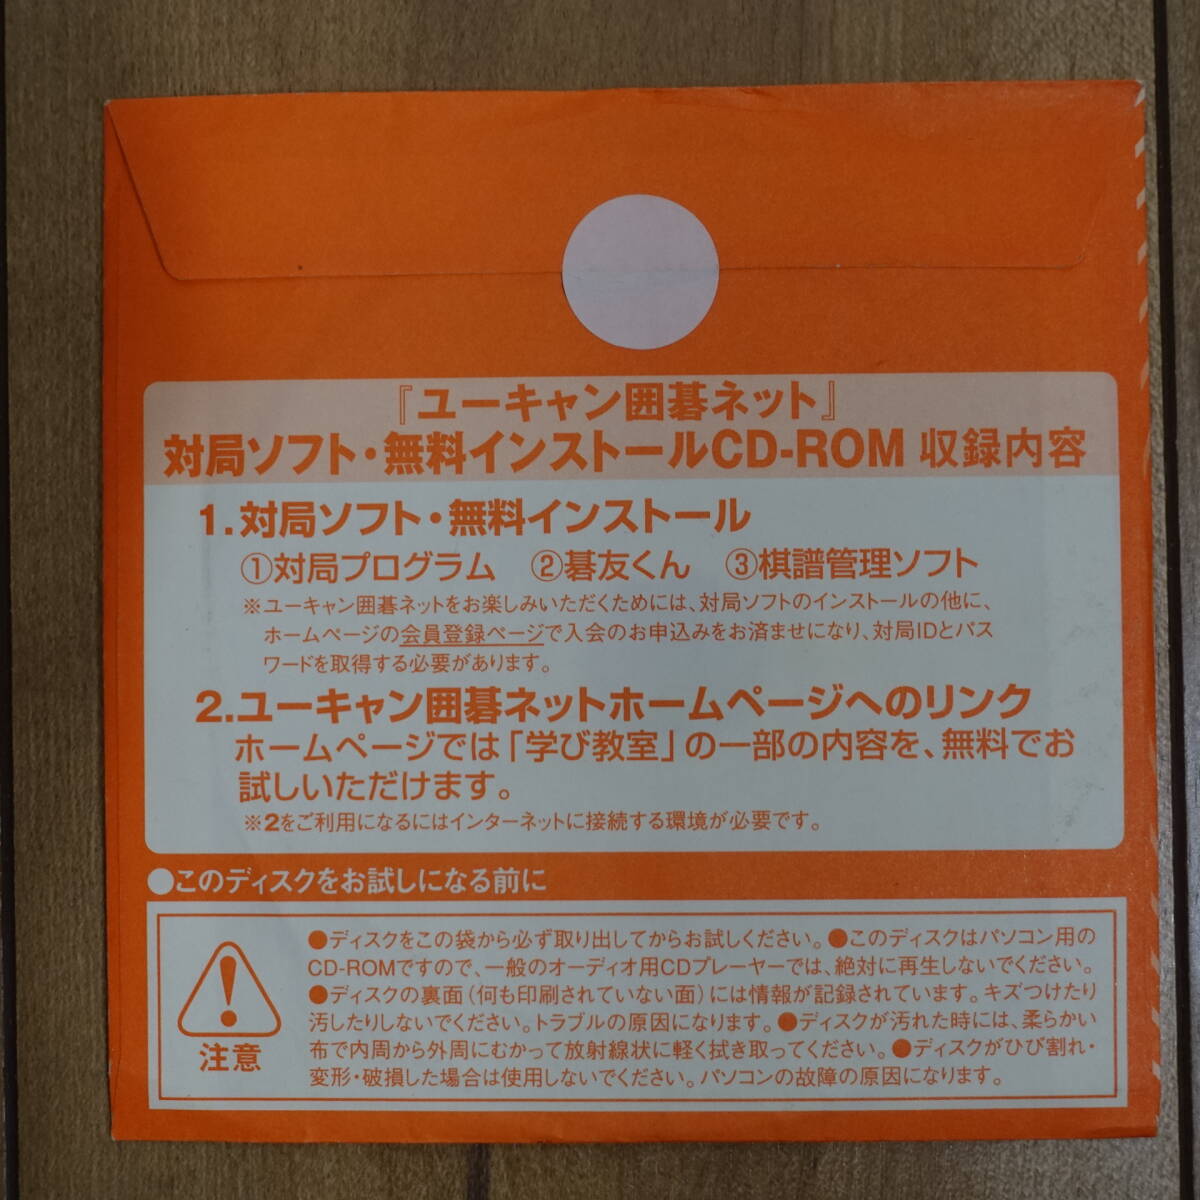 『ユーキャン囲碁ネット』
対局ソフト・無料インストールCD-ROM 収録内容
1.対局ソフト・無料インストール
①対局プログラム ②碁友くん ③棋譜管理ソフト
※ユーキャン囲碁ネットをお楽しみいただくためには、対局ソフトのインストールの他に、
ホームページの会員登録ページで入会のお申込みをお済ませになり、対局IDとパス
ワードを取得する必要があります。
2.ユーキャン囲碁ネットホームページへのリンク
ホームページでは「学び教室」の一部の内容を、無料でお
試しいただけます。
※2をご利用になるにはインターネットに接続する環境が必要です。
●このディスクをお試しになる前に
注意
●ディスクをこの袋から必ず取り出してからお試しください。●このディスクはパソコン用の
CD-ROMですので、一般のオーディオ用CDプレーヤーでは、絶対に再生しないでください。
●ディスクの裏面(何も印刷されていない面)には情報が記録されています。キズつけたり
汚したりしないでください。トラブルの原因になります。●ディスクが汚れた時には、柔らかい
布で内周から外周にむかって放射線状に軽く拭き取ってください。●ディスクがひび割れ・
変形・破損した場合は使用しないでください。パソコンの故障の原因になります。